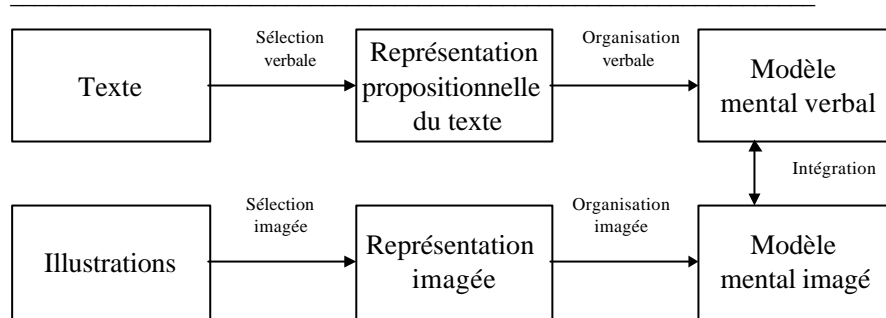 Texte
Sélection
verbale
Représentation
propositionnelle
du texte
Organisation
verbale
Modèle
mental verbal
Intégration
Illustrations
Sélection
imagée
Représentation
imagée
Organisation
imagée
Modèle
mental imagé